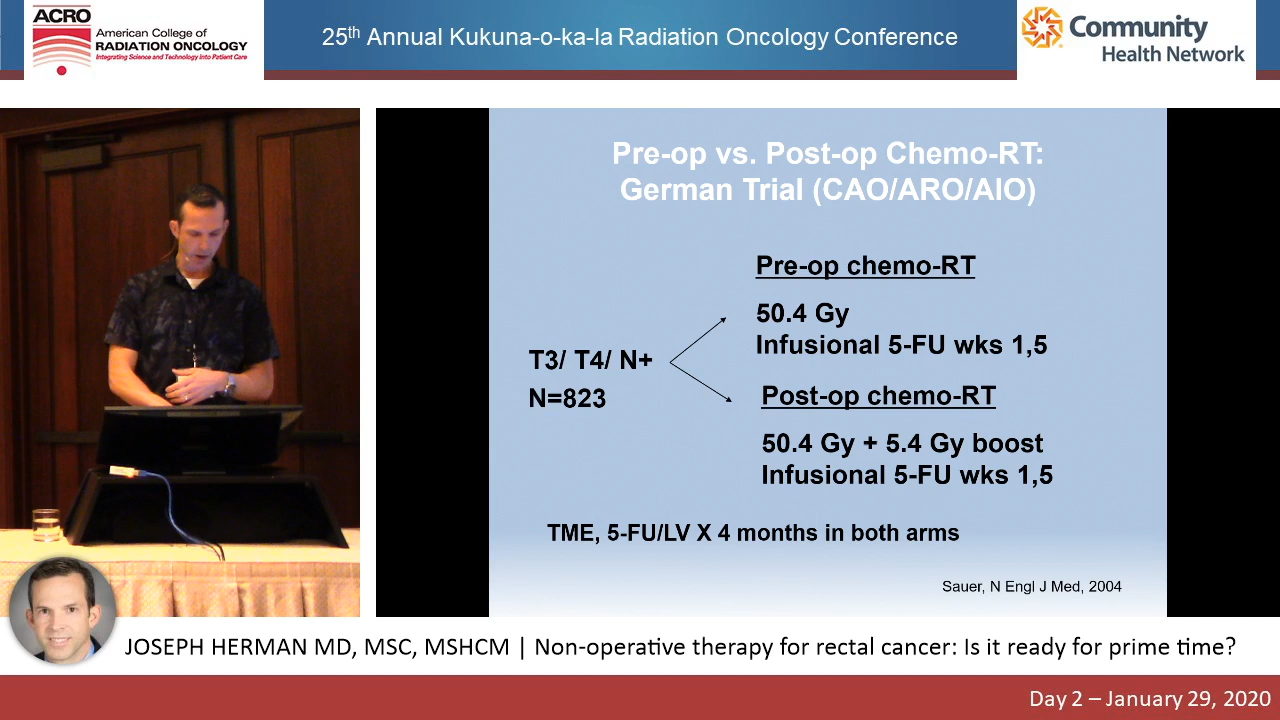 ACRO
American College of
RADIATION ONCOLOGY
Integrating Science and Technology Into Patient Care
25th Annual Kukuna-o-ka-la Radiation Oncology Conference
Community
Health Network
Pre-op vs. Post-op Chemo-RT:
German Trial (CAO/ARO/AIO)
Pre-op chemo-RT
50.4 Gy
Infusional 5-FU wks 1,5
T3/ T4/ N+
N=823
Post-op chemo-RT
50.4 Gy + 5.4 Gy boost
Infusional 5-FU wks 1,5
TME, 5-FU/LV X 4 months in both arms
Sauer, N Engl J Med, 2004
JOSEPH HERMAN MD, MSC, MSHCM | Non-operative therapy for rectal cancer: Is it ready for prime time?
Day 2 – January 29, 2020